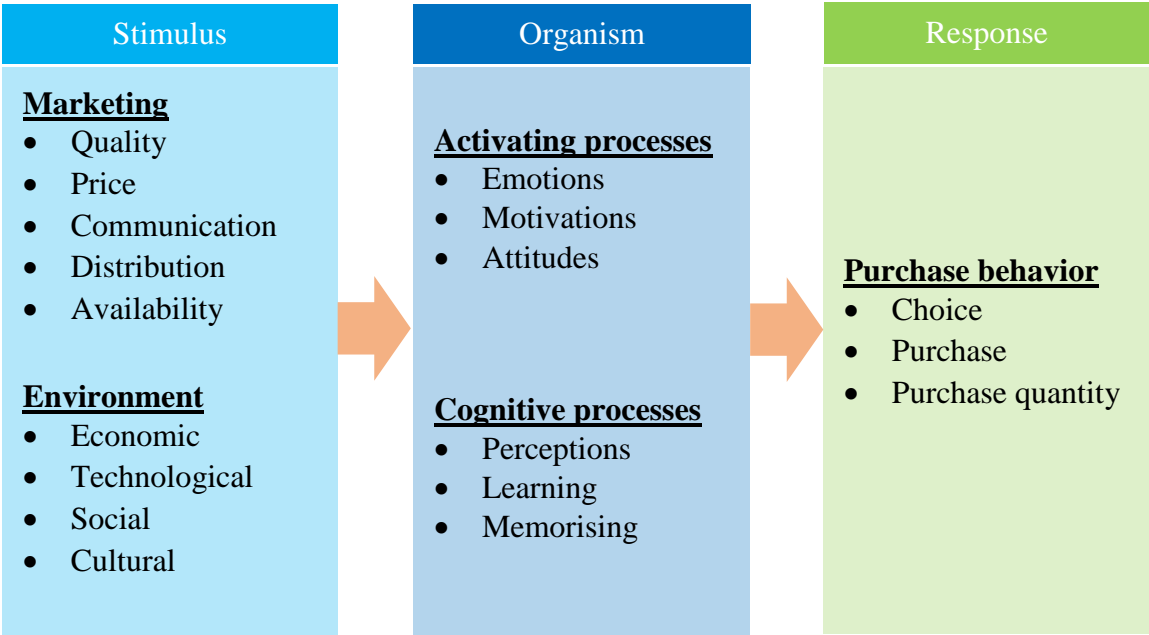 Stimulus
Marketing
• Quality
• Price
• Communication
• Distribution
• Availability
Environment
• Economic
• Technological
• Social
• Cultural
Organism
Activating processes
• Emotions
• Motivations
• Attitudes
Cognitive processes
• Perceptions
• Learning
• Memorising
Response
Purchase behavior
• Choice
• Purchase
• Purchase quantity